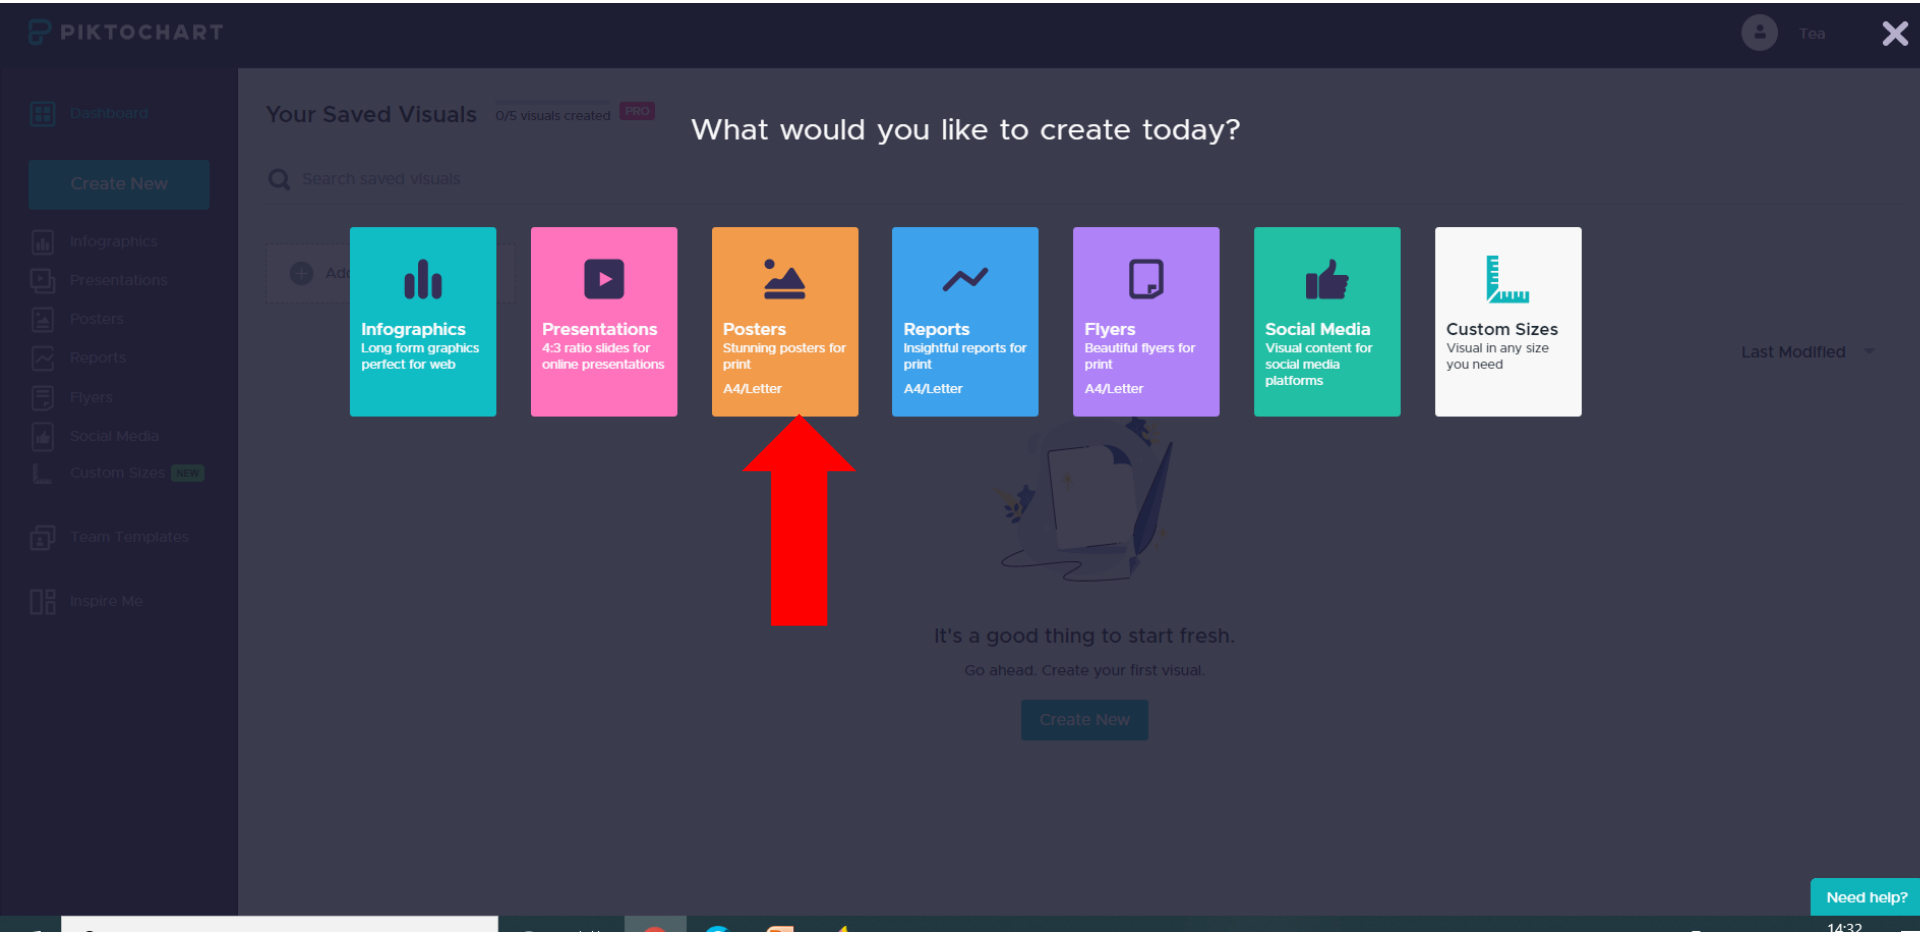 PIKTOCHART
Tea
Dashboard
Create New
Infographics
Presentations
Posters
Reports
Flyers
Social Media
Custom Sizes NEW
Team Templates
Inspire Me
Your Saved Visuals 0/5 visuals created PRO
What would you like to create today?
Search saved visuals
Infographics
Long form graphics
perfect for web
Presentations
4:3 ratio slides for
online presentations
Posters
Stunning posters for
print
A4/Letter
Reports
Insightful reports for
print
A4/Letter
Flyers
Beautiful flyers for
print
A4/Letter
Social Media
Visual content for
social media
platforms
Custom Sizes
Visual in any size
you need
Last Modified
It's a good thing to start fresh.
Go ahead. Create your first visual.
Create New
Need help?
14:32